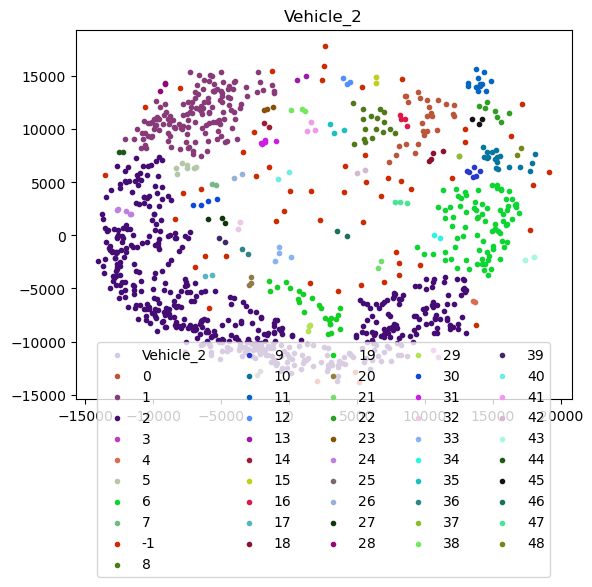 Vehicle_2
15000
10000
5000
0
−5000
−10000
−15000
−15000 −10000 −5000 0 5000 10000 15000 20000
Vehicle_2 9 19 29 39
0 10 20 30 40
1 11 21 31 41
2 12 22 32 42
3 13 23 33 43
4 14 24 34 44
5 15 25 35 45
6 16 26 36 46
7 17 27 37 47
-1 18 28 38 48
8